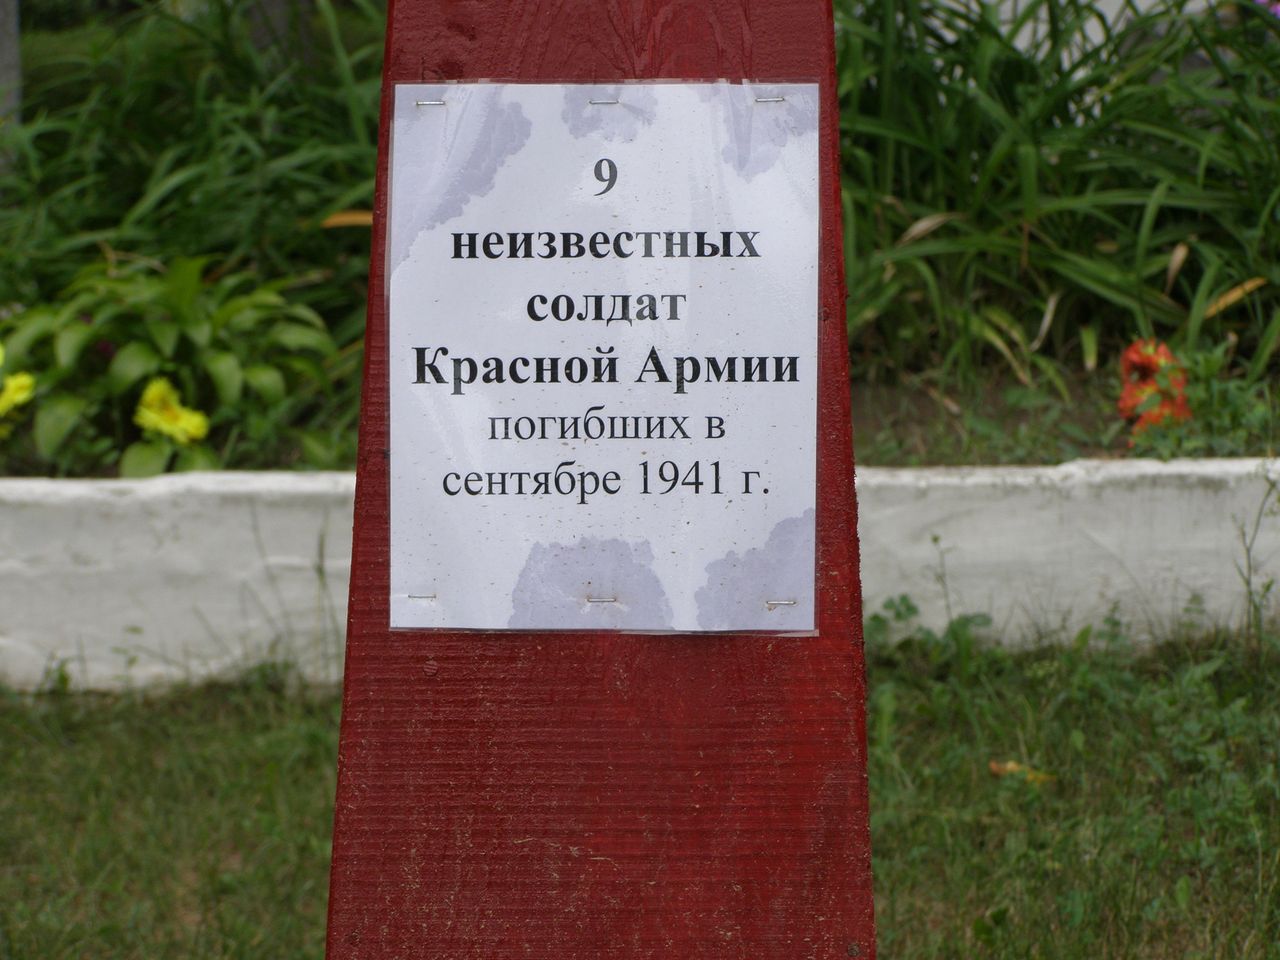 9
неизвестных
солдат
Красной Армии
погибших в
сентябре 1941 г.